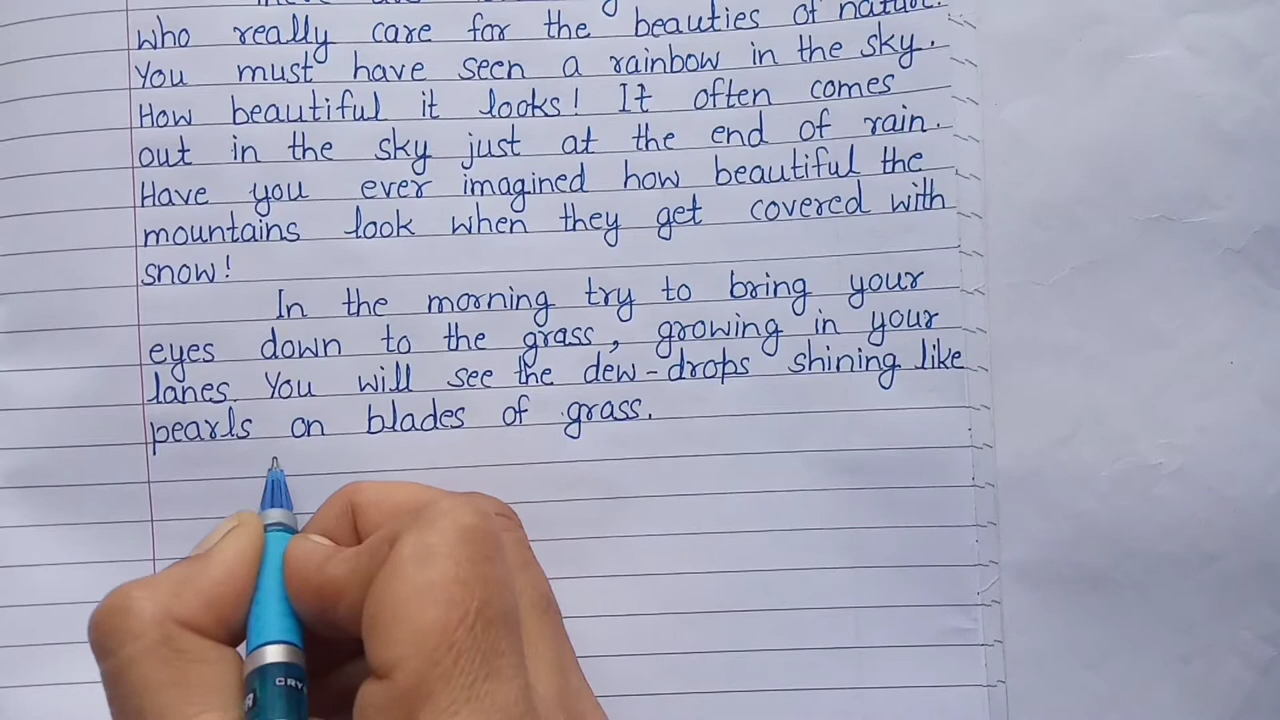 who really care for the beauties of nature.
You must have seen a rainbow in the sky.
How beautiful it looks! It often comes
out in the sky just at the end of rain.
Have you ever imagined how beautiful the
mountains look when they get covered with
snow!
In the morning try to bring your
eyes down to the grass, growing in your
lanes. You will see the dew-drops shining like
pearls on blades of grass.
CRY